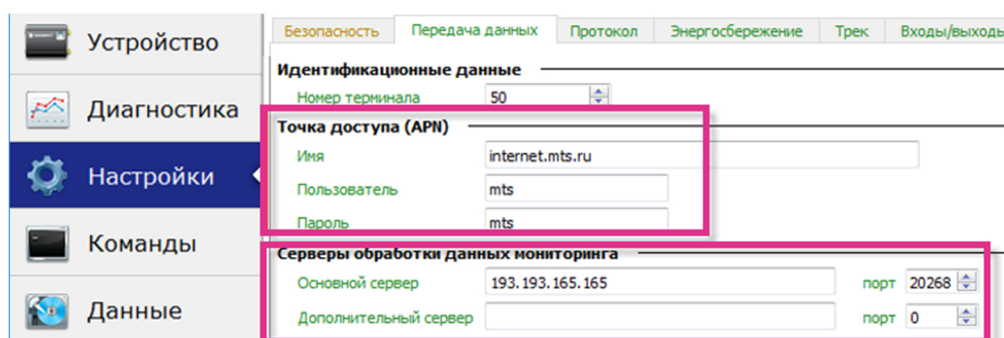 Устройство
Диагностика
Настройки
Команды
Данные
Безопасность Передача данных Протокол Энергосбережение Трек Входы/выходы
Идентификационные данные
Номер терминала 50
Точка доступа (APN)
Имя internet.mts.ru
Пользователь mts
Пароль mts
Серверы обработки данных мониторинга
Основной сервер 193.193.165.165 порт 20268
Дополнительный сервер порт 0